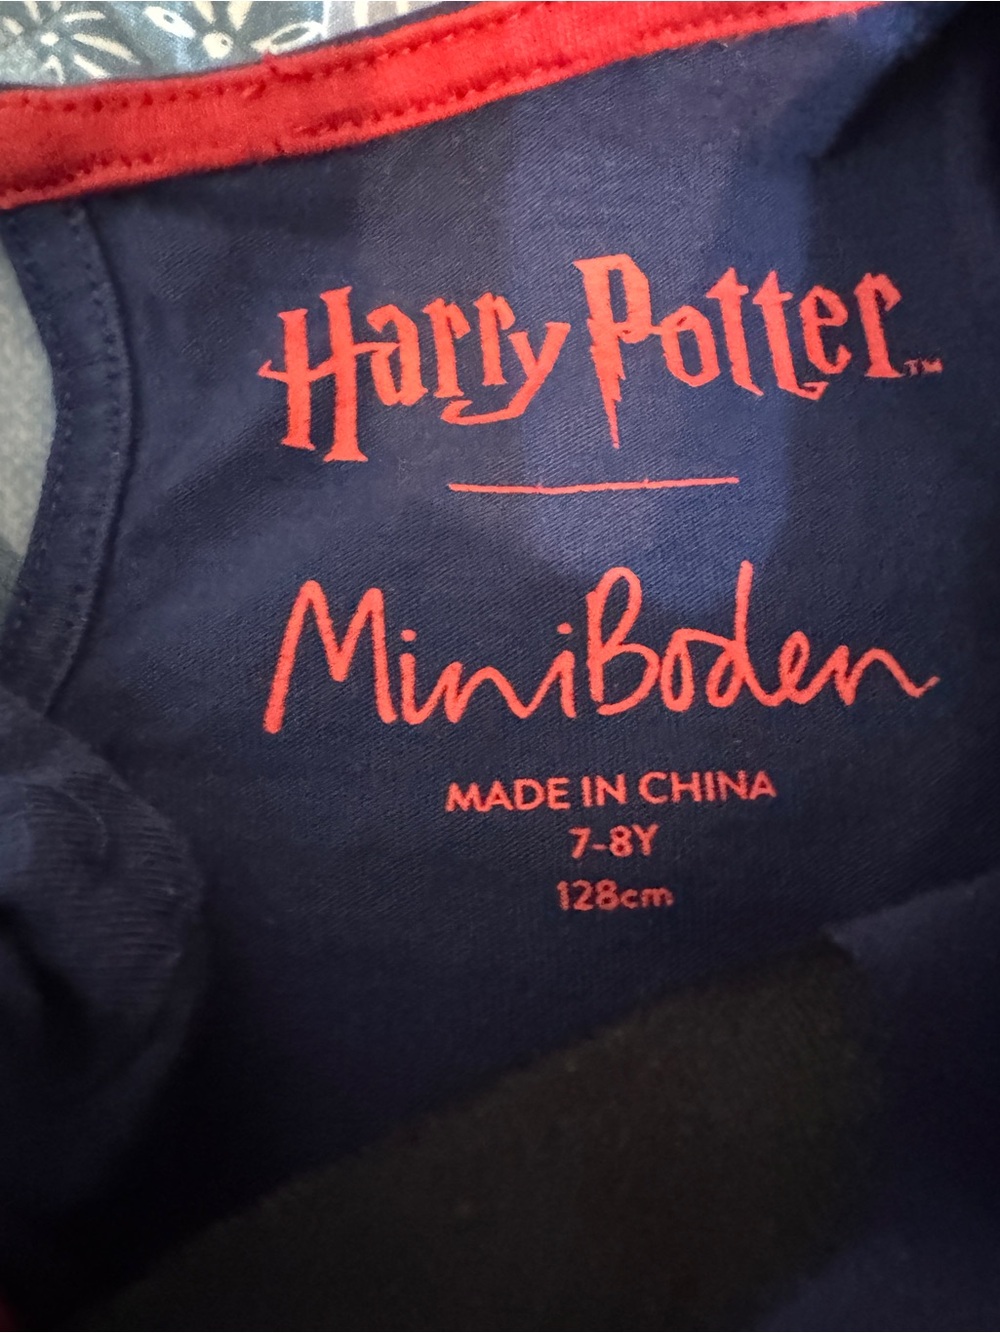 Harry Potter™
MiniBoden
MADE IN CHINA
7-8Y
128cm